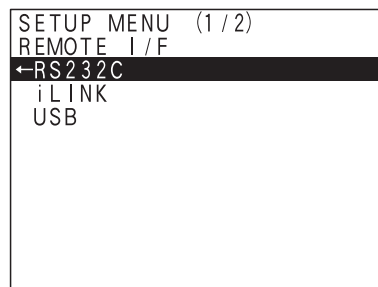 SETUP MENU (1/2)
REMOTE I/F
←RS232C
iLINK
USB